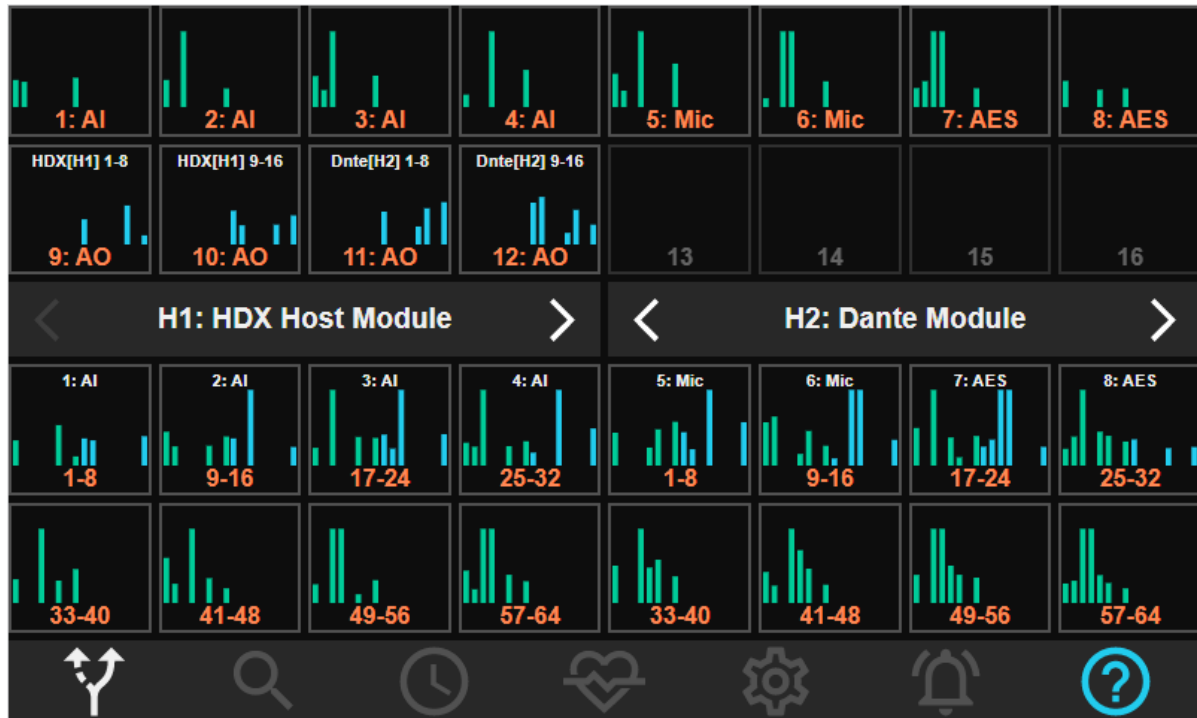 1: AI 2: AI 3: AI 4: AI 5: Mic 6: Mic 7: AES 8: AES
HDX[H1] 1-8 HDX[H1] 9-16 Dnte[H2] 1-8 Dnte[H2] 9-16
9: AO 10: AO 11: AO 12: AO 13 14 15 16
H1: HDX Host Module H2: Dante Module
1: AI 2: AI 3: AI 4: AI 5: Mic 6: Mic 7: AES 8: AES
1-8 9-16 17-24 25-32 1-8 9-16 17-24 25-32
33-40 41-48 49-56 57-64 33-40 41-48 49-56 57-64
?